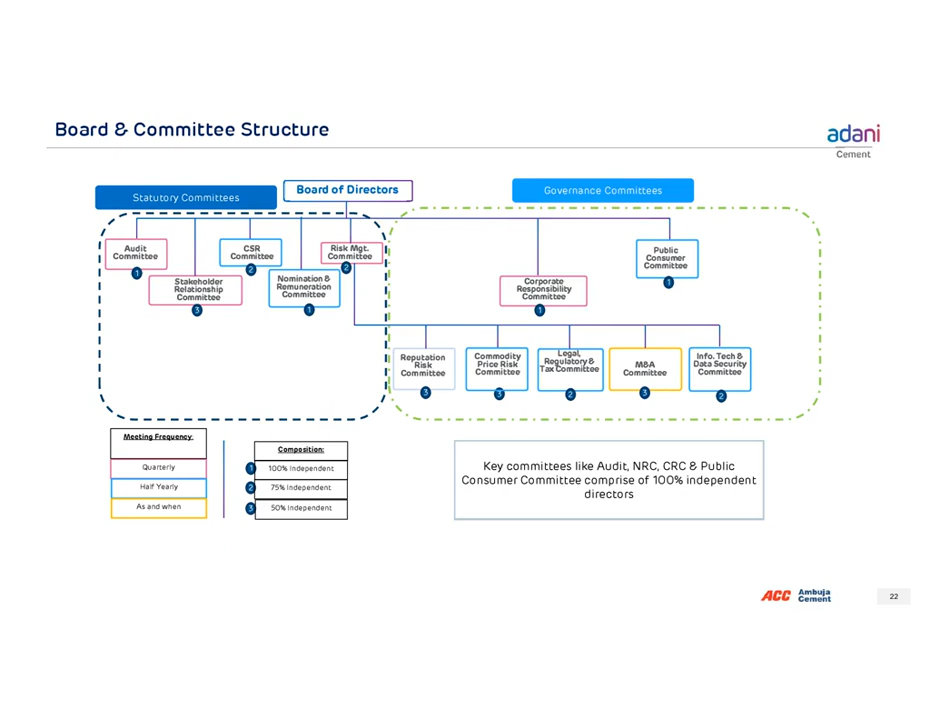 Board & Committee Structure
adani
Cement
Statutory Committees
Board of Directors
Governance Committees
Audit
Committee
1
CSR
Committee
2
Risk Mgt.
Committee
2
Public
Consumer
Committee
1
Stakeholder
Relationship
Committee
3
Nomination &
Remuneration
Committee
1
Corporate
Responsibility
Committee
1
Reputation
Risk
Committee
3
Commodity
Price Risk
Committee
3
Legal,
Regulatory &
Tax Committee
2
M&A
Committee
3
Info. Tech &
Data Security
Committee
2
Meeting Frequency
Quarterly
Half Yearly
As and when
Composition:
1 100% Independent
2 75% Independent
3 50% Independent
Key committees like Audit, NRC, CRC & Public
Consumer Committee comprise of 100% independent
directors
ACC
Ambuja
Cement
22